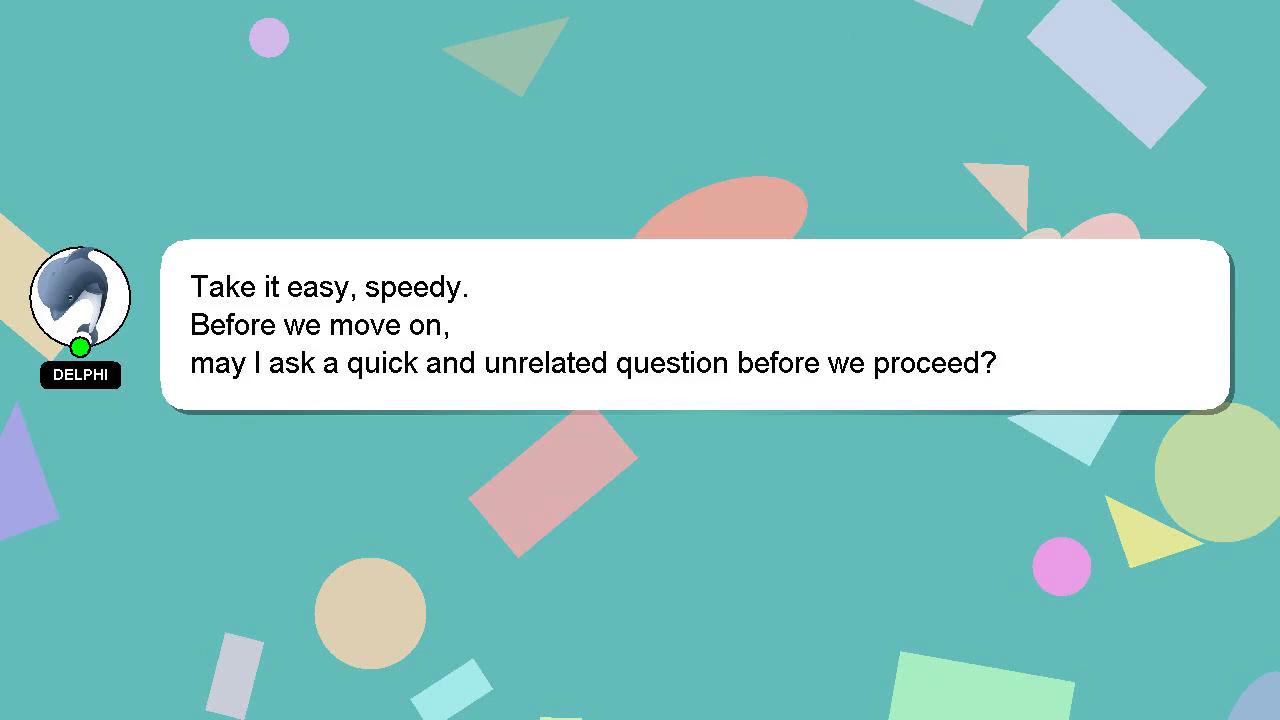 Take it easy, speedy.
Before we move on,
may I ask a quick and unrelated question before we proceed?
DELPHI